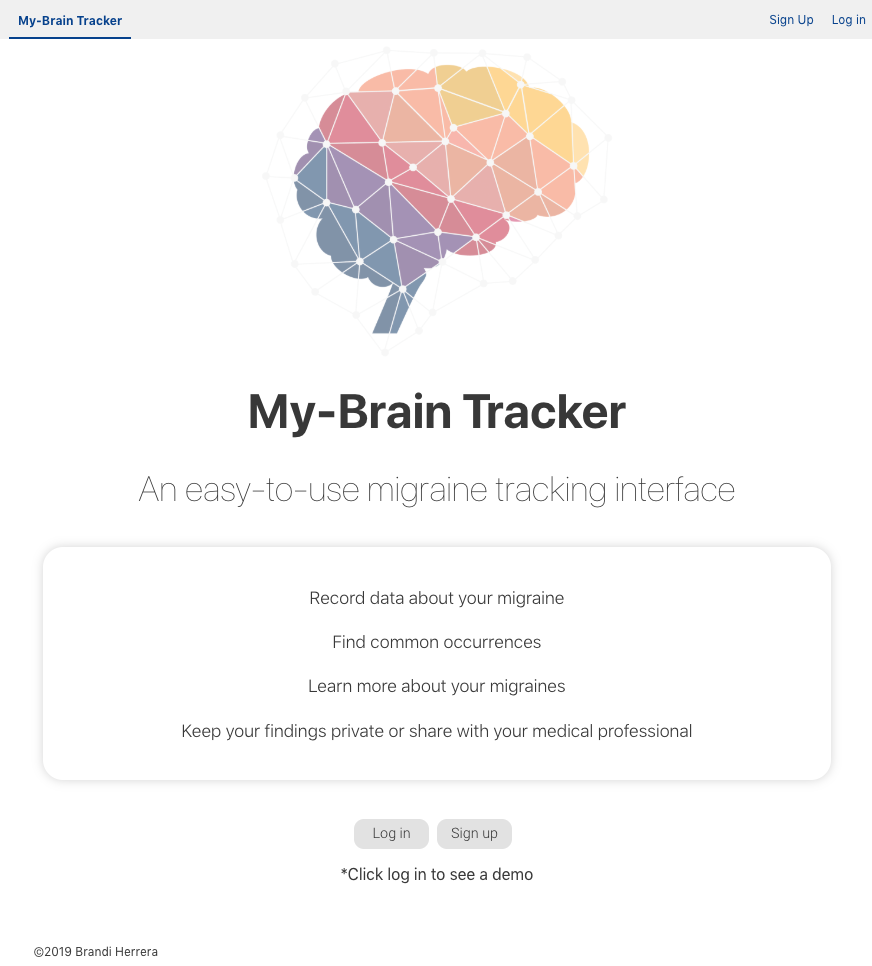 My-Brain Tracker
Sign Up
Log in
My-Brain Tracker
An easy-to-use migraine tracking interface
Record data about your migraine
Find common occurrences
Learn more about your migraines
Keep your findings private or share with your medical professional
Log in
Sign up
*Click log in to see a demo
©2019 Brandi Herrera